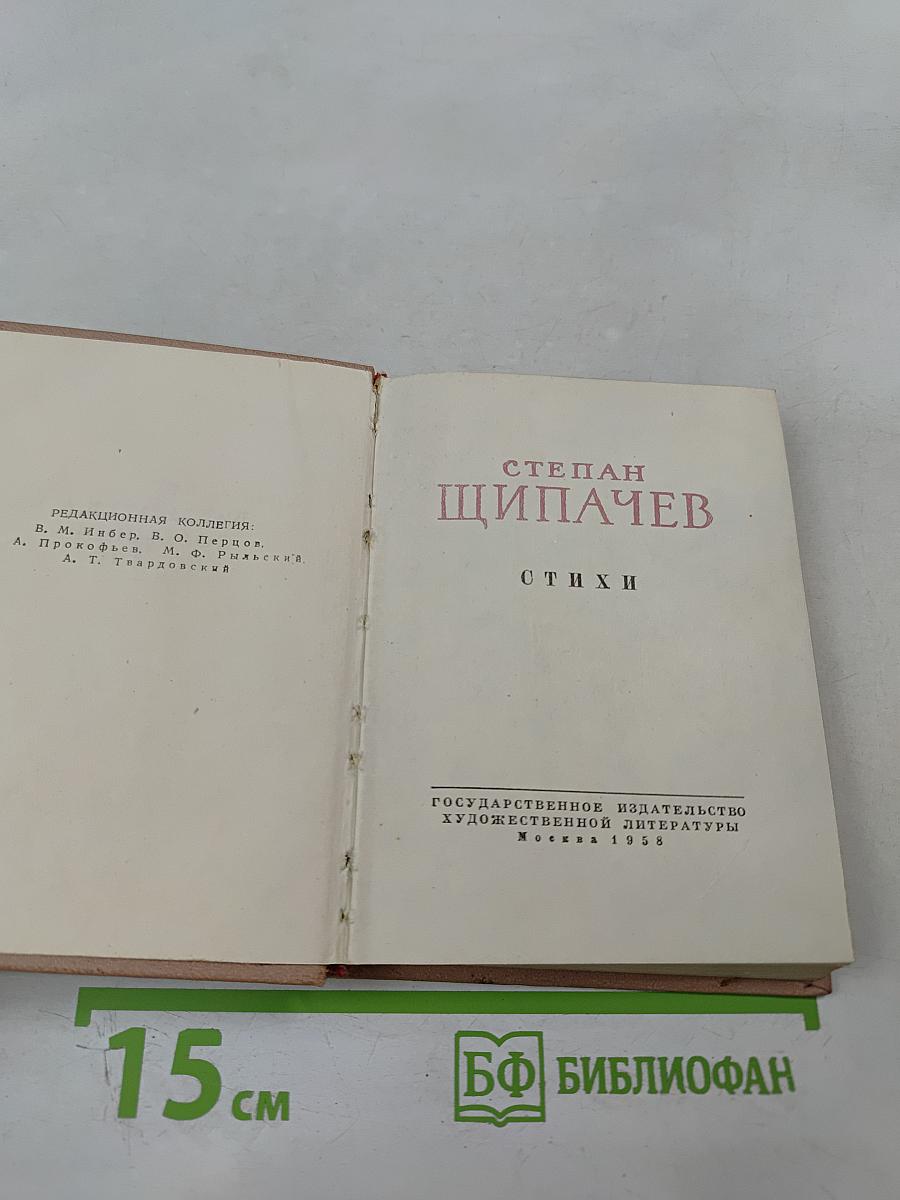 РЕДАКЦИОННАЯ КОЛЛЕГИЯ:
В. М. Инбер, В. О. Перцов,
А. Прокофьев, М. Ф. Рыльский,
А. Т. Твардовский
СТЕПАН
ЩИПАЧЕВ
СТИХИ
ГОСУДАРСТВЕННОЕ ИЗДАТЕЛЬСТВО
ХУДОЖЕСТВЕННОЙ ЛИТЕРАТУРЫ
Москва 1958
15 см
БФ БИБЛИОФАН